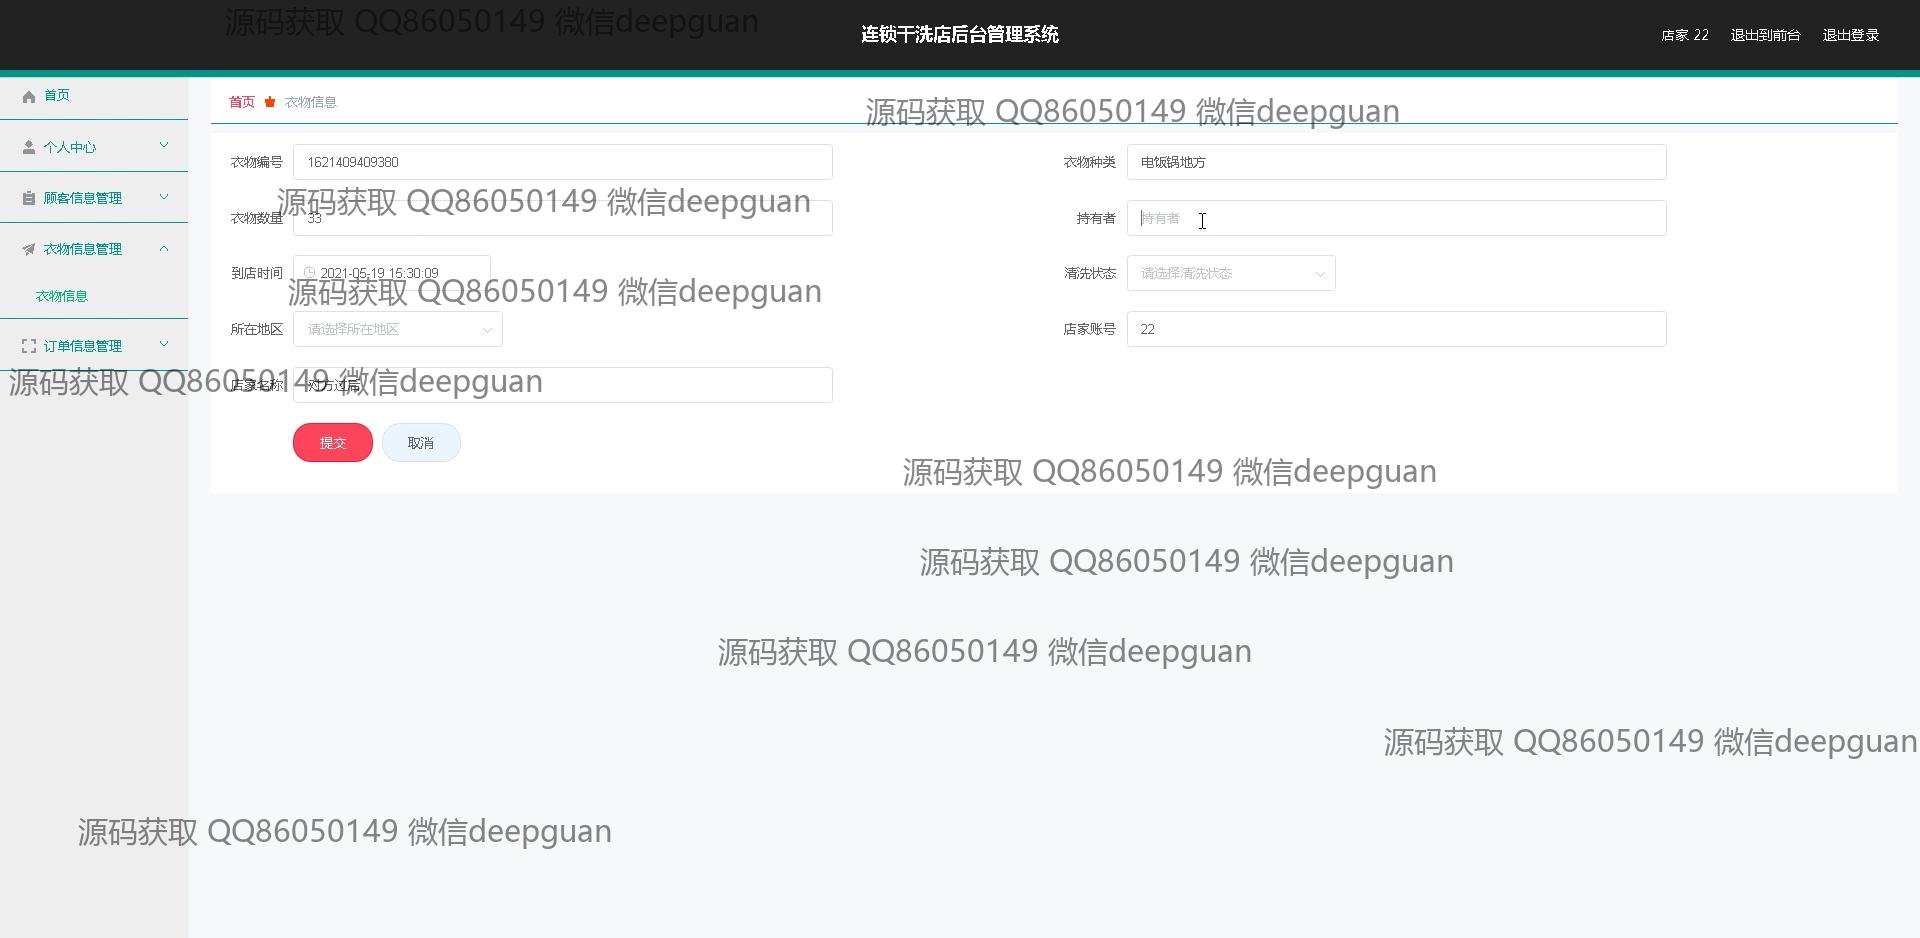 源码获取 QQ86050149 微信deepguan
连锁干洗店后台管理系统
店家 22 退出到前台 退出登录
首页
首页 衣物信息
源码获取 QQ86050149 微信deepguan
个人中心
衣物编号 1621409409380 衣物种类 电饭锅地方
顾客信息管理
源码获取 QQ86050149 微信deepguan
衣物数量 33 持有者 持有者
衣物信息管理
到店时间 2021-05-19 15:30:09 清洗状态 请选择清洗状态
源码获取 QQ86050149 微信deepguan
衣物信息
所在地区 请选择所在地区 店家账号 22
订单信息管理
源码获取 QQ86050149 微信deepguan
店家名称 对方过后
提交 取消
源码获取 QQ86050149 微信deepguan
源码获取 QQ86050149 微信deepguan
源码获取 QQ86050149 微信deepguan
源码获取 QQ86050149 微信deepguan
源码获取 QQ86050149 微信deepguan